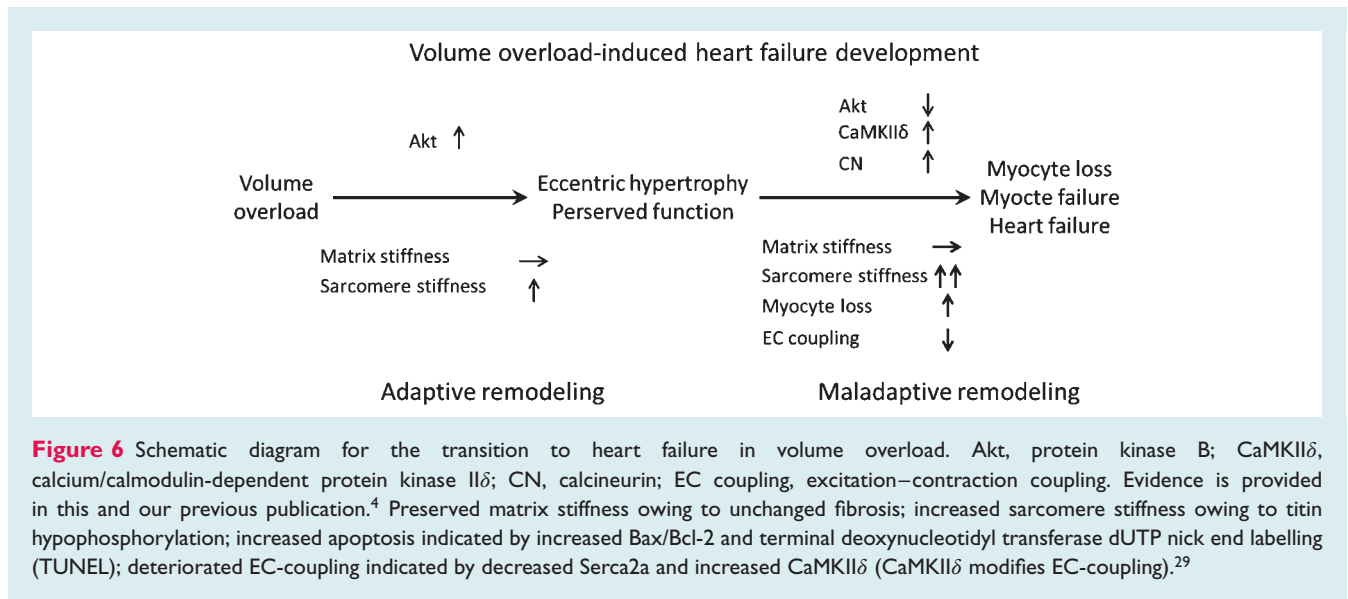 Volume overload-induced heart failure development
Akt ↑
Akt ↓
CaMKIIδ ↑
CN ↑
Volume
overload
Eccentric hypertrophy
Perserved function
Myocyte loss
Myocte failure
Heart failure
Matrix stiffness →
Sarcomere stiffness ↑
Matrix stiffness →
Sarcomere stiffness ↑↑
Myocyte loss ↑
EC coupling ↓
Adaptive remodeling
Maladaptive remodeling
Figure 6 Schematic diagram for the transition to heart failure in volume overload. Akt, protein kinase B; CaMKIIδ,
calcium/calmodulin-dependent protein kinase IIδ; CN, calcineurin; EC coupling, excitation–contraction coupling. Evidence is provided
in this and our previous publication.4 Preserved matrix stiffness owing to unchanged fibrosis; increased sarcomere stiffness owing to titin
hypophosphorylation; increased apoptosis indicated by increased Bax/Bcl-2 and terminal deoxynucleotidyl transferase dUTP nick end labelling
(TUNEL); deteriorated EC-coupling indicated by decreased Serca2a and increased CaMKIIδ (CaMKIIδ modifies EC-coupling).29